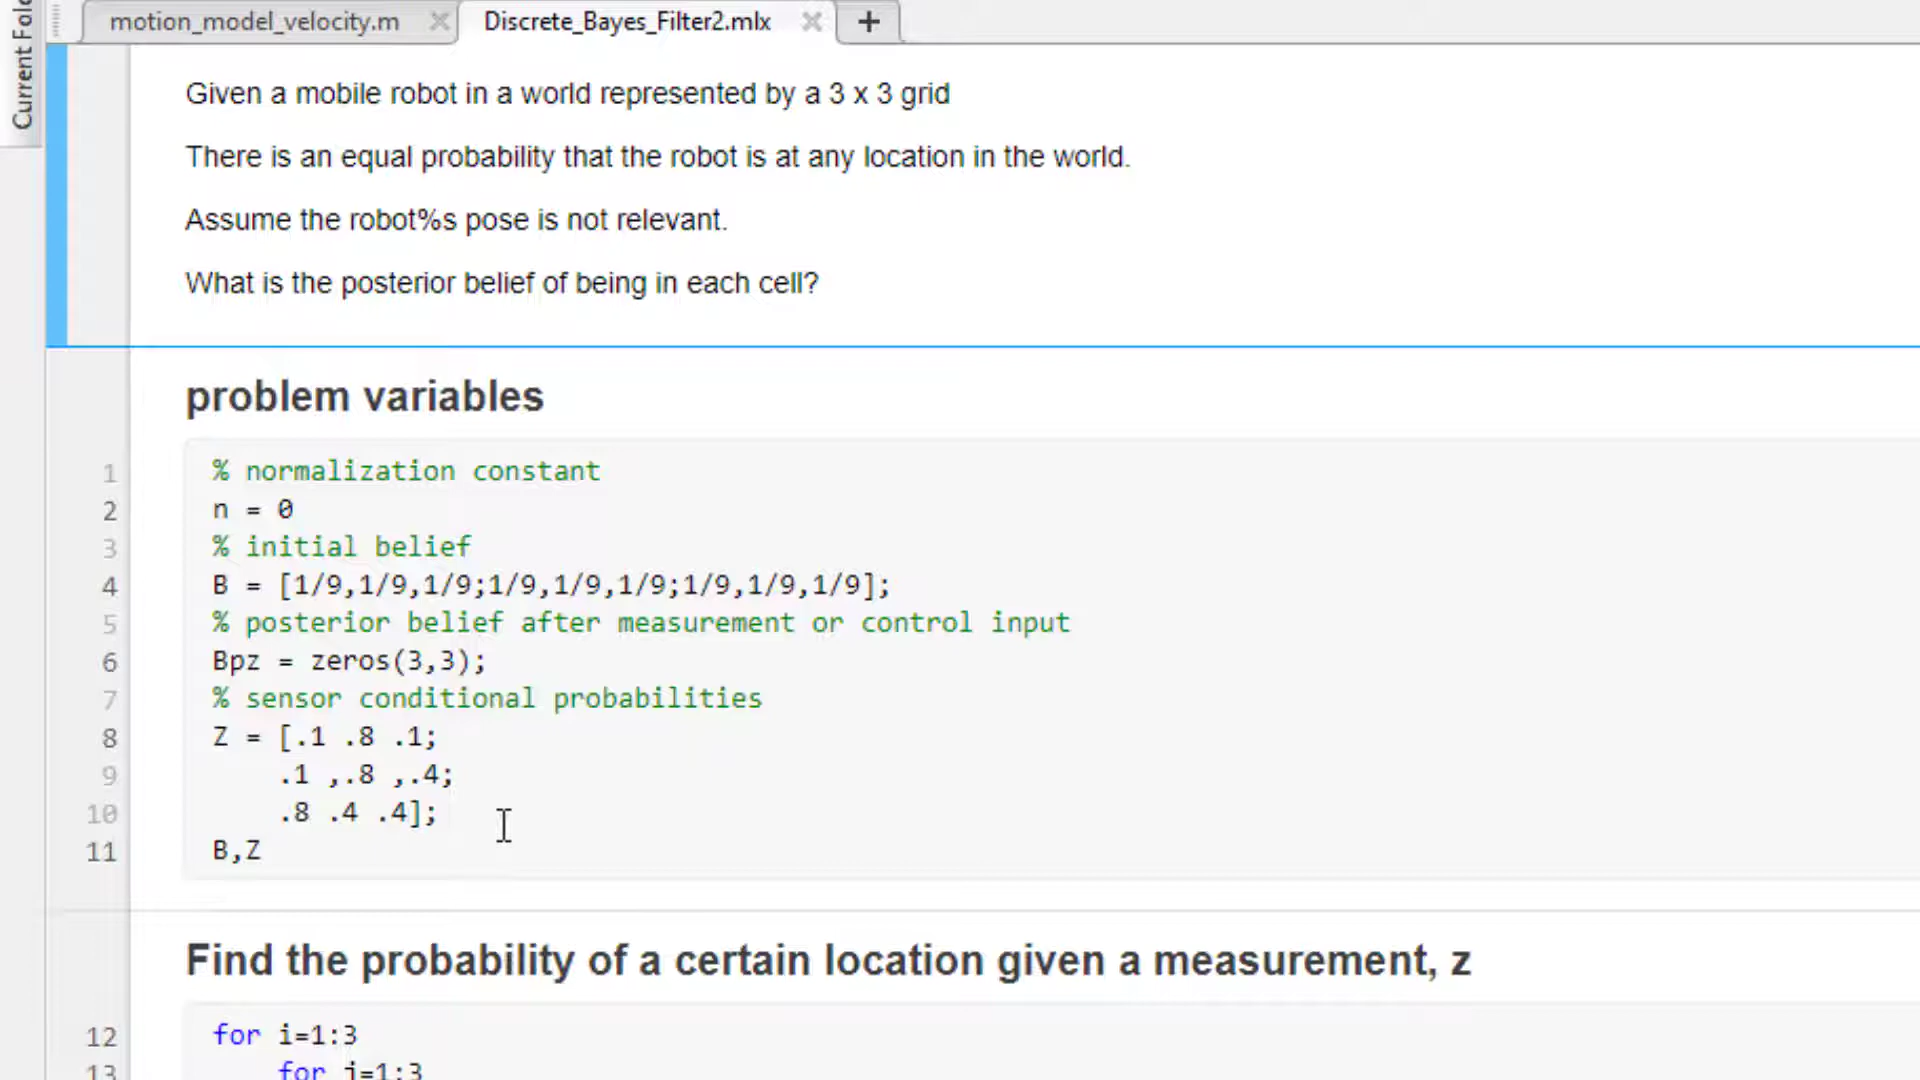 Current Fol
motion_model_velocity.m × Discrete_Bayes_Filter2.mlx × +
Given a mobile robot in a world represented by a 3 x 3 grid
There is an equal probability that the robot is at any location in the world.
Assume the robot%s pose is not relevant.
What is the posterior belief of being in each cell?
problem variables
1 % normalization constant
2 n = 0
3 % initial belief
4 B = [1/9,1/9,1/9;1/9,1/9,1/9;1/9,1/9,1/9];
5 % posterior belief after measurement or control input
6 Bpz = zeros(3,3);
7 % sensor conditional probabilities
8 Z = [.1 .8 .1;
9 .1 ,.8 ,.4;
10 .8 .4 .4];
11 B,Z
Find the probability of a certain location given a measurement, z
12 for i=1:3
13 for j=1:3